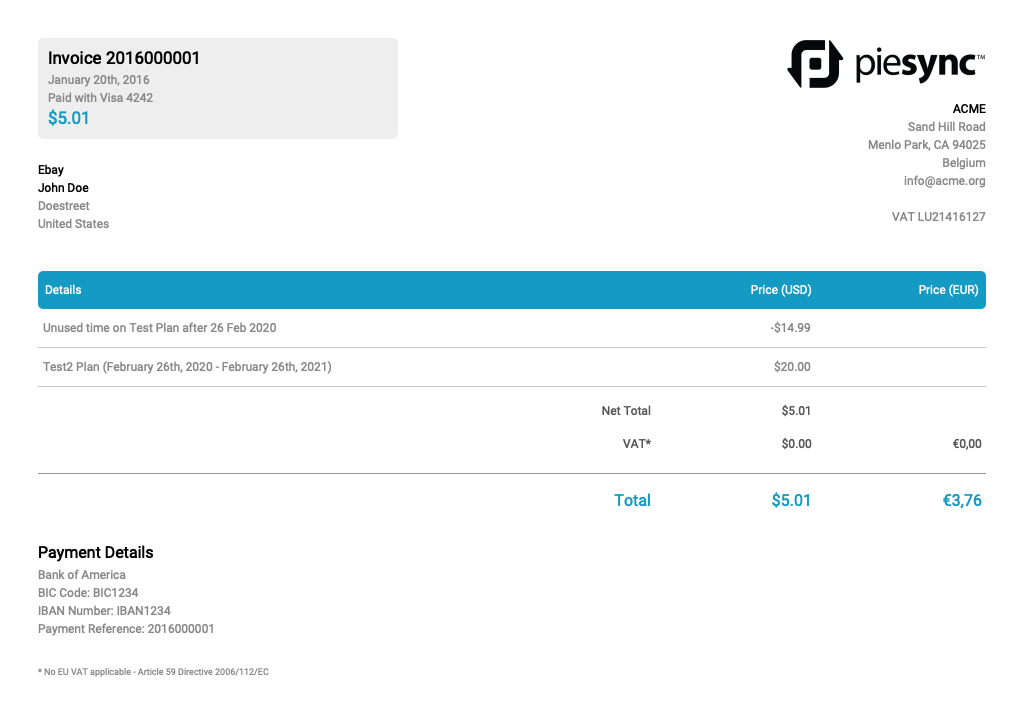 Invoice 2016000001
January 20th, 2016
Paid with Visa 4242
$5.01
piesync™
ACME
Sand Hill Road
Menlo Park, CA 94025
Belgium
info@acme.org
VAT LU21416127
Ebay
John Doe
Doestreet
United States
Details Price (USD) Price (EUR)
Unused time on Test Plan after 26 Feb 2020 -$14.99
Test2 Plan (February 26th, 2020 - February 26th, 2021) $20.00
Net Total $5.01
VAT* $0.00 €0,00
Total $5.01 €3,76
Payment Details
Bank of America
BIC Code: BIC1234
IBAN Number: IBAN1234
Payment Reference: 2016000001
* No EU VAT applicable - Article 59 Directive 2006/112/EC